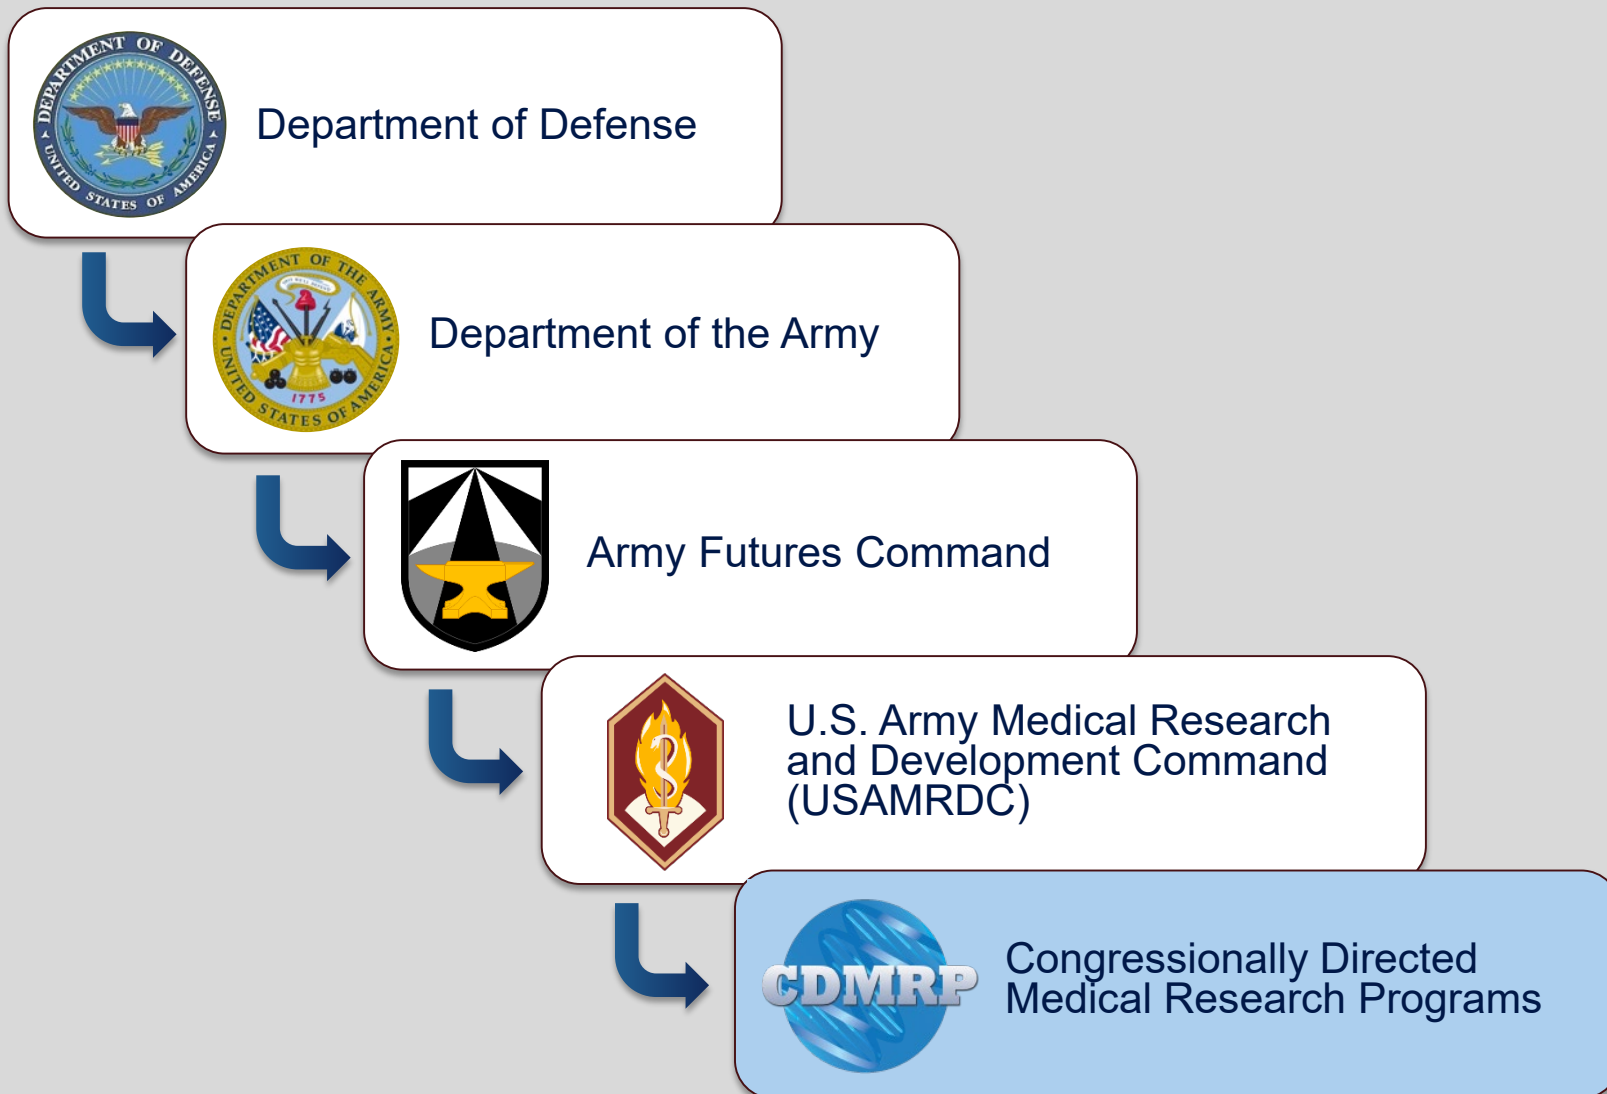 DEPARTMENT OF DEFENSE
UNITED STATES OF AMERICA
Department of Defense
DEPARTMENT OF THE ARMY
UNITED STATES OF AMERICA
1775
Department of the Army
Army Futures Command
U.S. Army Medical Research
and Development Command
(USAMRDC)
CDMRP
Congressionally Directed
Medical Research Programs